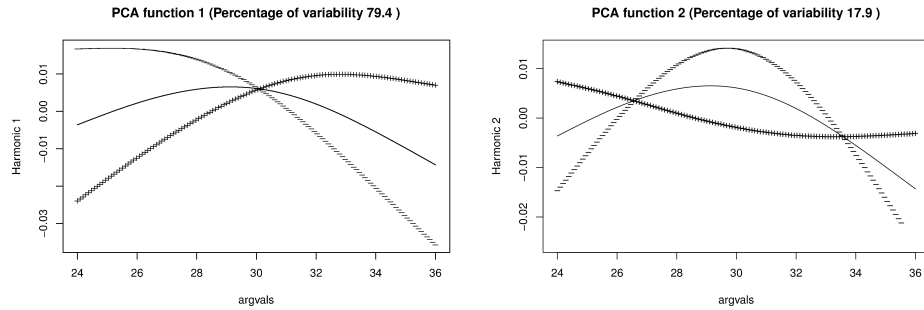 PCA function 1 (Percentage of variability 79.4 )
Harmonic 1
0.01
0.00
−0.01
−0.03
24 26 28 30 32 34 36
argvals
PCA function 2 (Percentage of variability 17.9 )
Harmonic 2
0.01
0.00
−0.01
−0.02
24 26 28 30 32 34 36
argvals